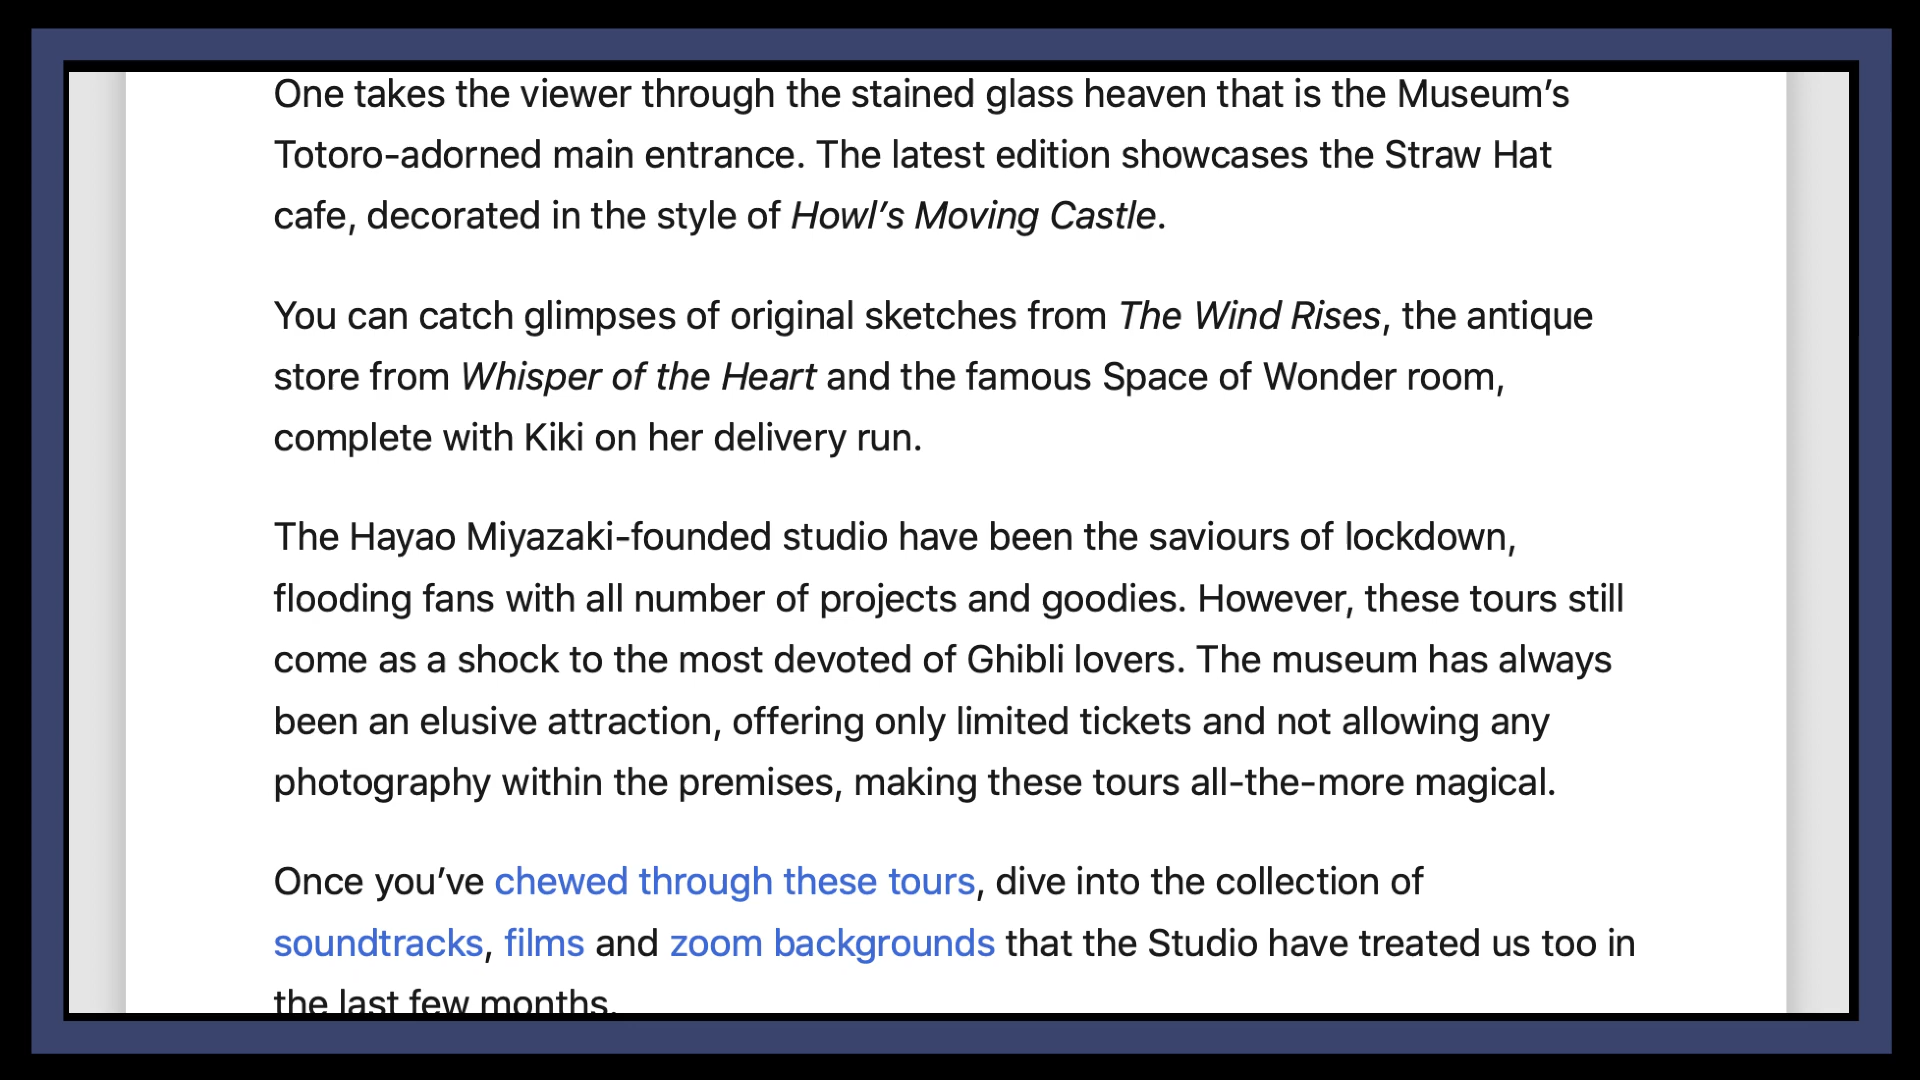 One takes the viewer through the stained glass heaven that is the Museum’s
Totoro-adorned main entrance. The latest edition showcases the Straw Hat
cafe, decorated in the style of Howl’s Moving Castle.
You can catch glimpses of original sketches from The Wind Rises, the antique
store from Whisper of the Heart and the famous Space of Wonder room,
complete with Kiki on her delivery run.
The Hayao Miyazaki-founded studio have been the saviours of lockdown,
flooding fans with all number of projects and goodies. However, these tours still
come as a shock to the most devoted of Ghibli lovers. The museum has always
been an elusive attraction, offering only limited tickets and not allowing any
photography within the premises, making these tours all-the-more magical.
Once you’ve chewed through these tours, dive into the collection of
soundtracks, films and zoom backgrounds that the Studio have treated us too in
the last few months.